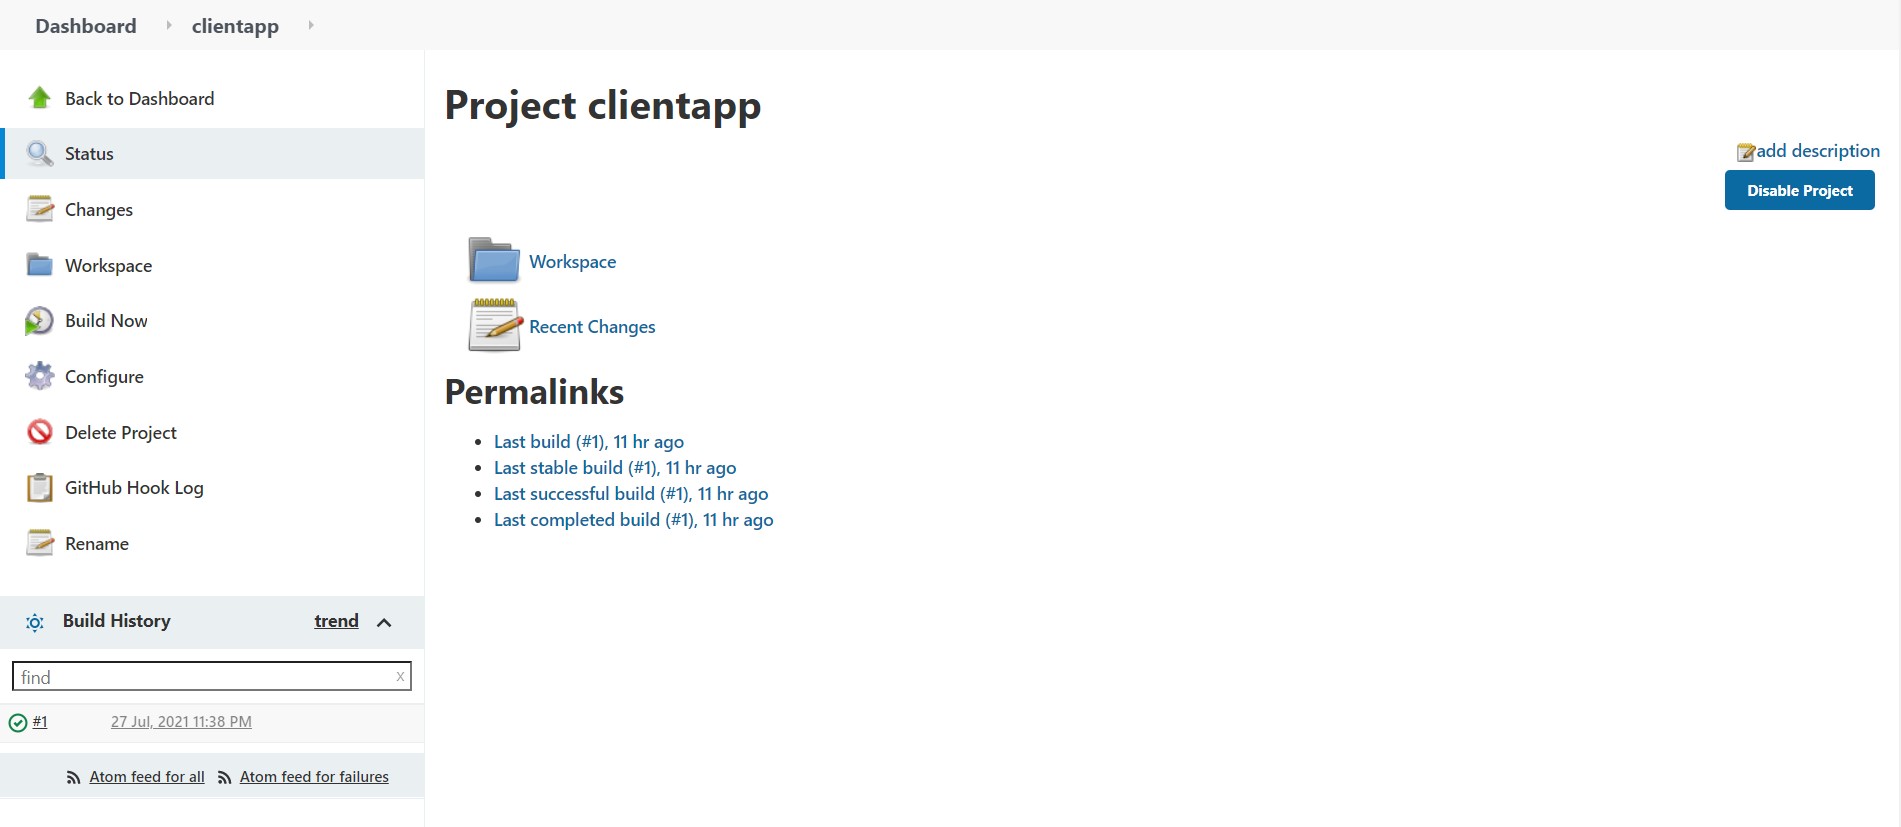 Dashboard clientapp
Back to Dashboard
Status
Changes
Workspace
Build Now
Configure
Delete Project
GitHub Hook Log
Rename
Build History trend
find x
#1 27 Jul, 2021 11:38 PM
Atom feed for all Atom feed for failures
Project clientapp
add description
Disable Project
Workspace
Recent Changes
Permalinks
Last build (#1), 11 hr ago
Last stable build (#1), 11 hr ago
Last successful build (#1), 11 hr ago
Last completed build (#1), 11 hr ago